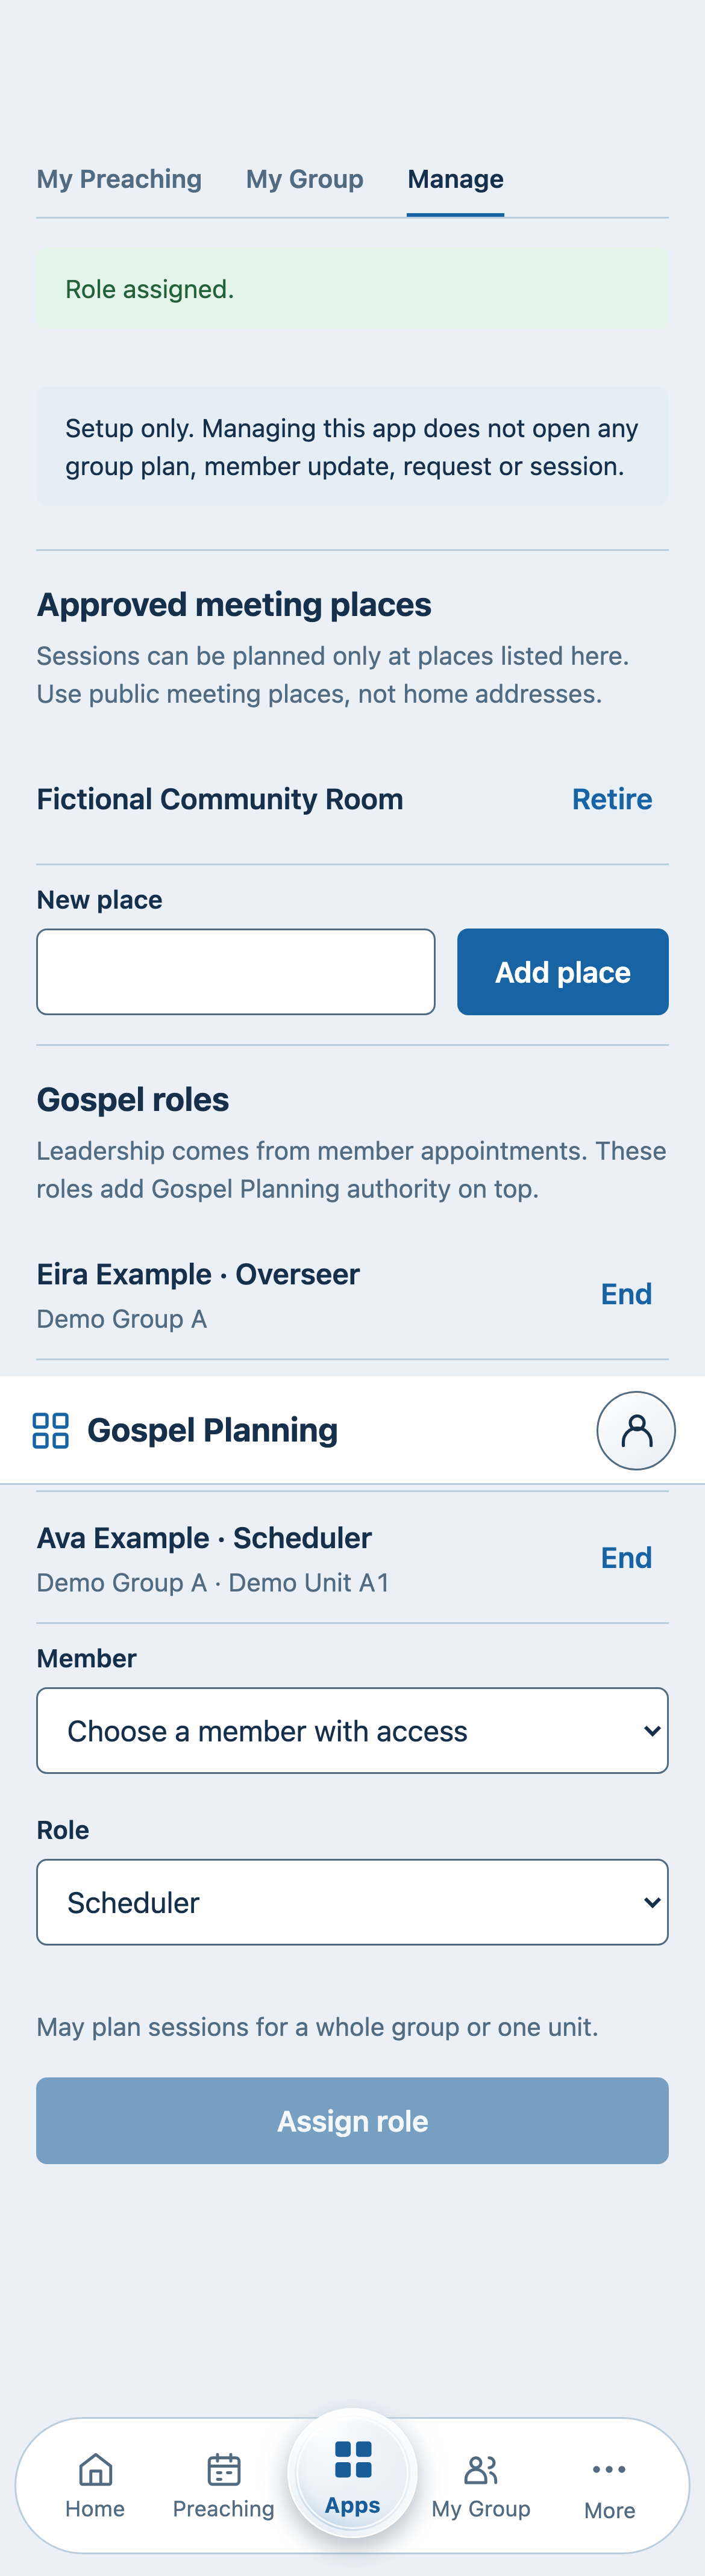 My Preaching
My Group
Manage
Role assigned.
Setup only. Managing this app does not open any
group plan, member update, request or session.
Approved meeting places
Sessions can be planned only at places listed here.
Use public meeting places, not home addresses.
Fictional Community Room
Retire
New place
Add place
Gospel roles
Leadership comes from member appointments. These
roles add Gospel Planning authority on top.
Eira Example · Overseer
End
Demo Group A
Gospel Planning
Ava Example · Scheduler
End
Demo Group A · Demo Unit A1
Member
Choose a member with access
Role
Scheduler
May plan sessions for a whole group or one unit.
Assign role
Home
Preaching
Apps
My Group
More